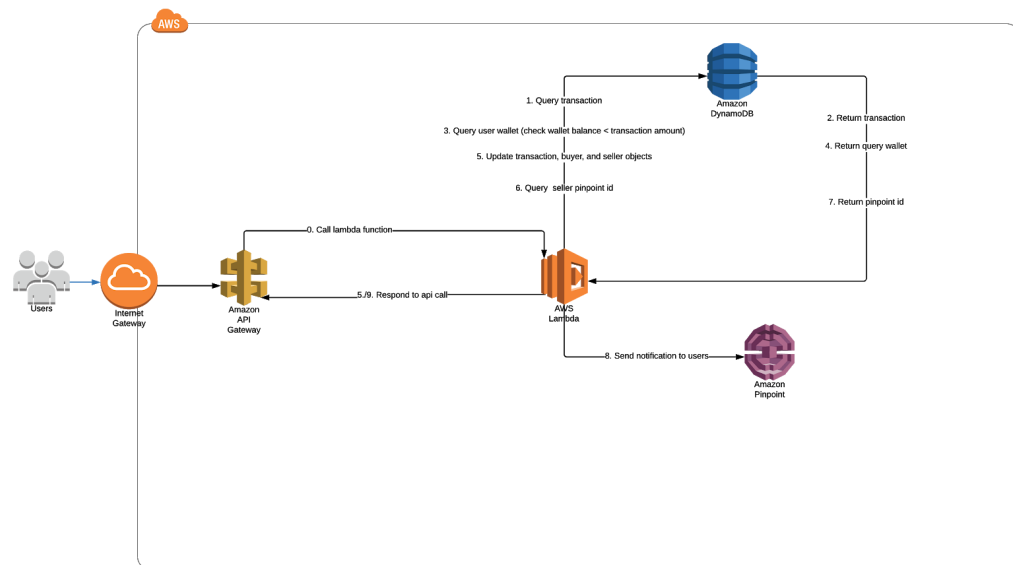 AWS
Amazon
DynamoDB
1. Query transaction
2. Return transaction
3. Query user wallet (check wallet balance < transaction amount)
4. Return query wallet
5. Update transaction, buyer, and seller objects
6. Query seller pinpoint id
7. Return pinpoint id
0. Call lambda function
5./9. Respond to api call
Users
Internet
Gateway
Amazon
API
Gateway
AWS
Lambda
8. Send notification to users
Amazon
Pinpoint